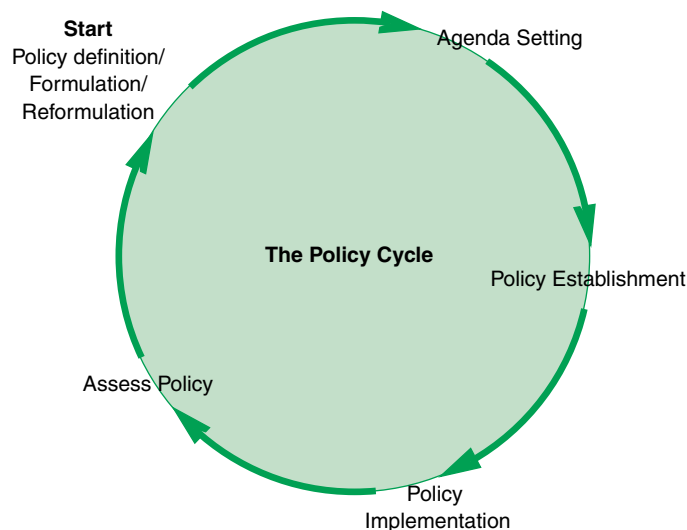 Start
Policy definition/
Formulation/
Reformulation
Agenda Setting
The Policy Cycle
Policy Establishment
Assess Policy
Policy
Implementation